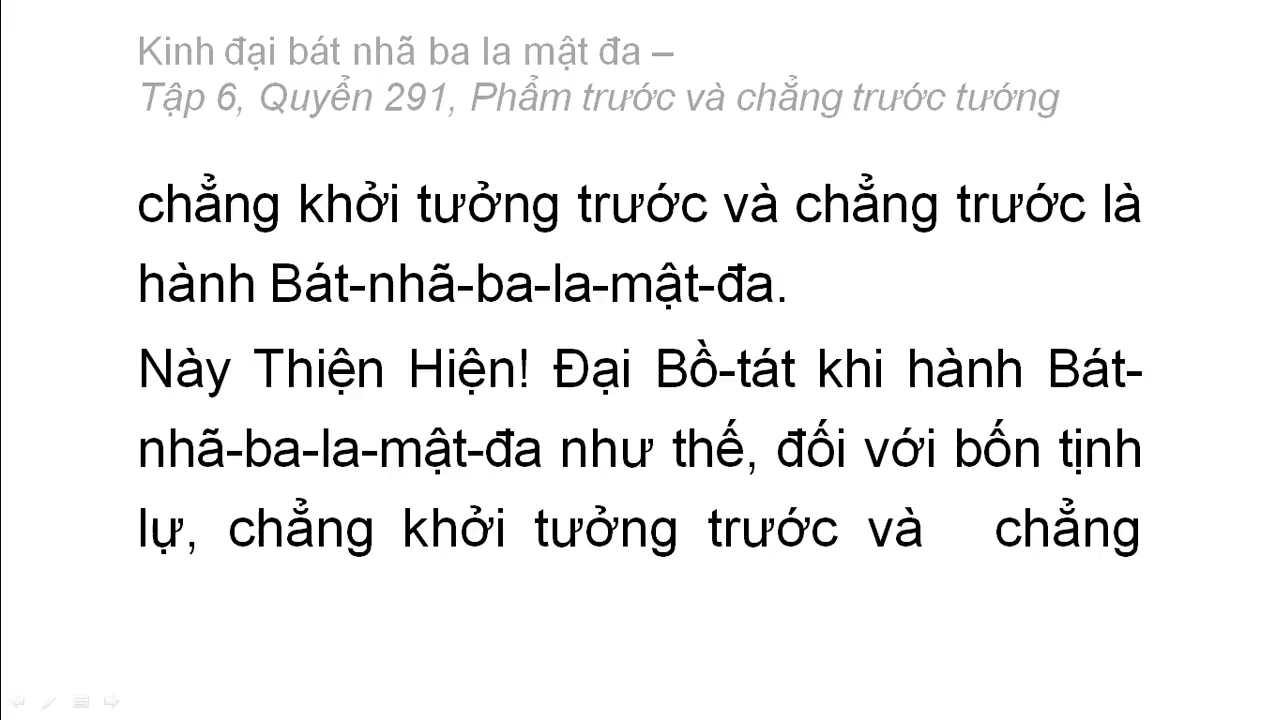 Kinh đại bát nhã ba la mật đa –
Tập 6, Quyển 291, Phẩm trước và chẳng trước tướng
chẳng khởi tưởng trước và chẳng trước là
hành Bát-nhã-ba-la-mật-đa.
Này Thiện Hiện! Đại Bồ-tát khi hành Bát-
nhã-ba-la-mật-đa như thế, đối với bốn tịnh
lự, chẳng khởi tưởng trước và chẳng